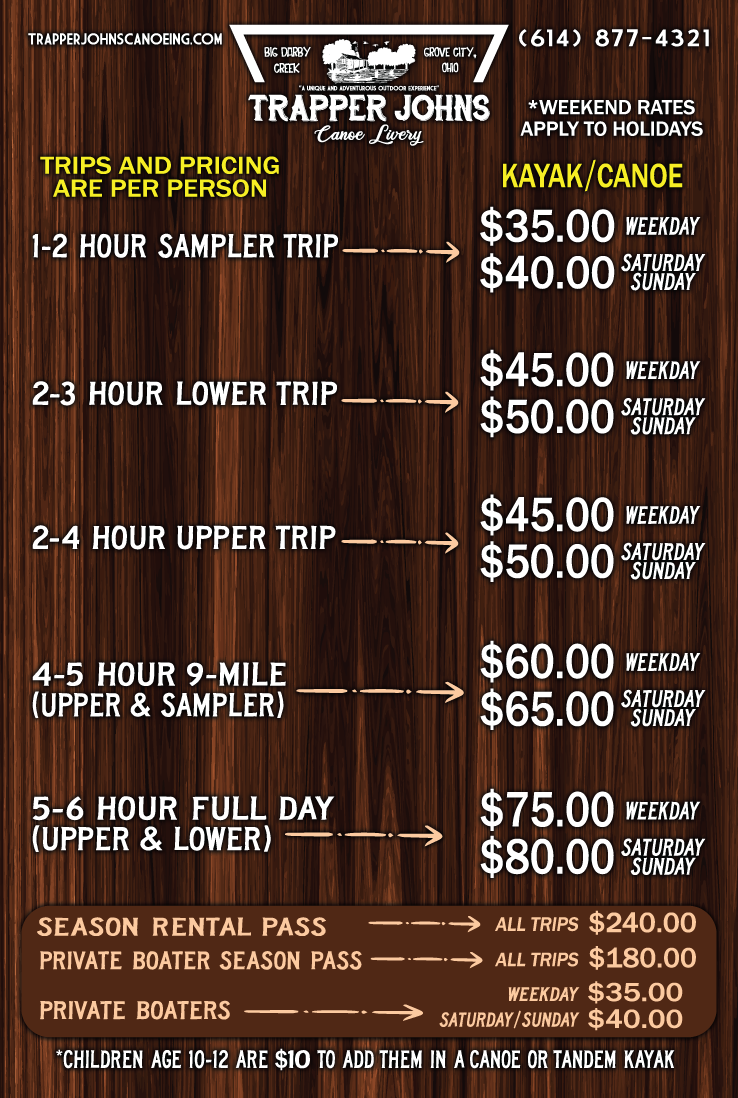 TRAPPERJOHNSCANOEING.COM
BIG DARBY
CREEK
GROVE CITY,
OHIO
"A UNIQUE AND ADVENTUROUS OUTDOOR EXPERIENCE"
TRAPPER JOHNS
Canoe Livery
(614) 877-4321
*WEEKEND RATES
APPLY TO HOLIDAYS
TRIPS AND PRICING
ARE PER PERSON
KAYAK/CANOE
1-2 HOUR SAMPLER TRIP
$35.00 WEEKDAY
$40.00 SATURDAY
SUNDAY
2-3 HOUR LOWER TRIP
$45.00 WEEKDAY
$50.00 SATURDAY
SUNDAY
2-4 HOUR UPPER TRIP
$45.00 WEEKDAY
$50.00 SATURDAY
SUNDAY
4-5 HOUR 9-MILE
(UPPER & SAMPLER)
$60.00 WEEKDAY
$65.00 SATURDAY
SUNDAY
5-6 HOUR FULL DAY
(UPPER & LOWER)
$75.00 WEEKDAY
$80.00 SATURDAY
SUNDAY
SEASON RENTAL PASS ALL TRIPS $240.00
PRIVATE BOATER SEASON PASS ALL TRIPS $180.00
PRIVATE BOATERS
WEEKDAY $35.00
SATURDAY/SUNDAY $40.00
*CHILDREN AGE 10-12 ARE $10 TO ADD THEM IN A CANOE OR TANDEM KAYAK